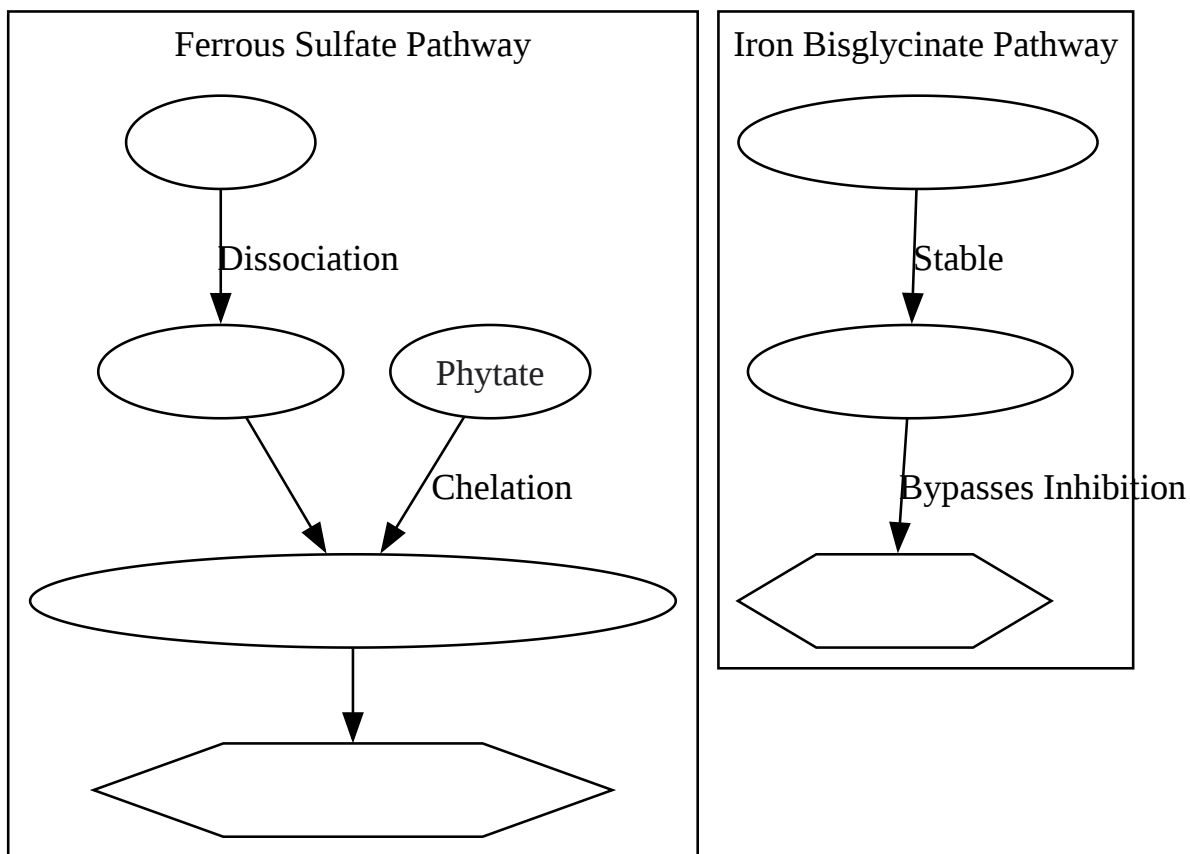 Ferrous Sulfate Pathway
Dissociation
Phytate
Chelation
Iron Bisglycinate Pathway
Stable
Bypasses Inhibition